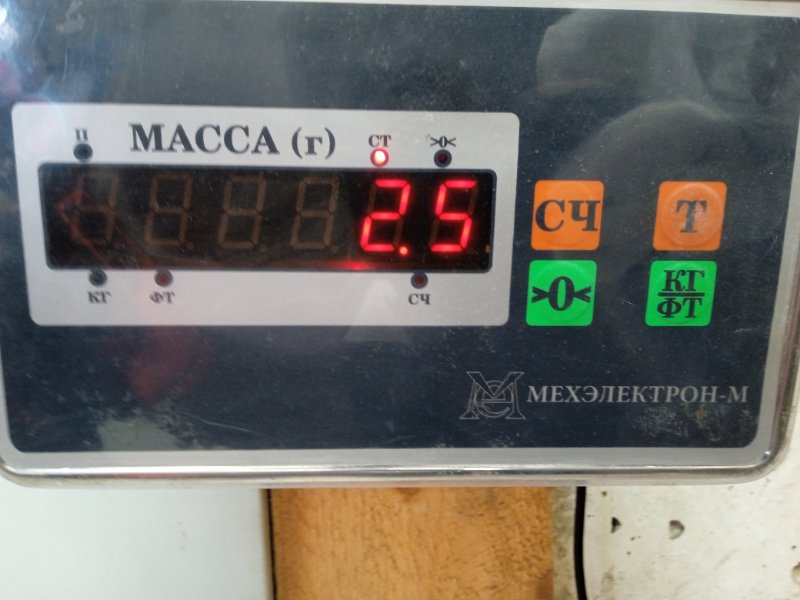 П МАССА (г) СТ >0<
2.5
КГ ФТ СЧ
СЧ Т
>0< КГ/ФТ
МЕХЭЛЕКТРОН-М